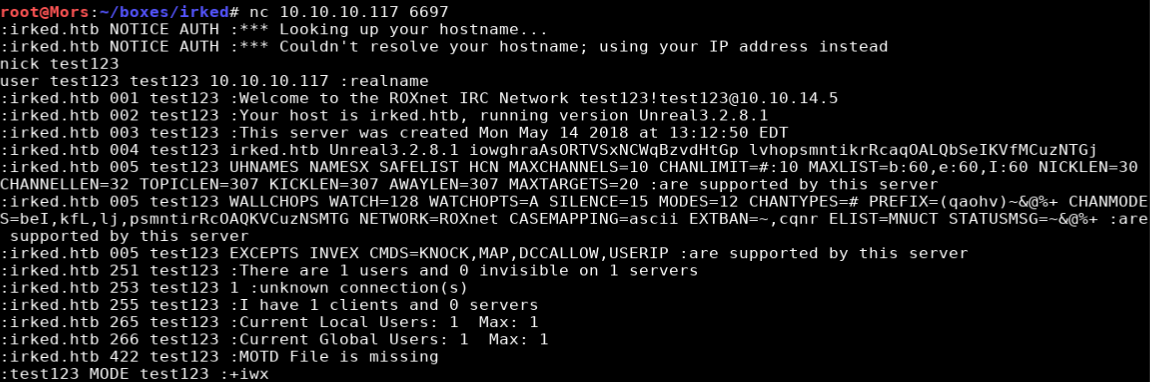 root@Mors:~/boxes/irked# nc 10.10.10.117 6697
:irked.htb NOTICE AUTH :*** Looking up your hostname...
:irked.htb NOTICE AUTH :*** Couldn't resolve your hostname; using your IP address instead
nick test123
user test123 test123 10.10.10.117 :realname
:irked.htb 001 test123 :Welcome to the ROXnet IRC Network test123!test123@10.10.14.5
:irked.htb 002 test123 :Your host is irked.htb, running version Unreal3.2.8.1
:irked.htb 003 test123 :This server was created Mon May 14 2018 at 13:12:50 EDT
:irked.htb 004 test123 irked.htb Unreal3.2.8.1 iowghraAsORTVSxNCWqBzvdHtGp lvhopsmntikrRcaqOALQbSeIKVfMCuzNTGj
:irked.htb 005 test123 UHNAMES NAMESX SAFELIST HCN MAXCHANNELS=10 CHANLIMIT=#:10 MAXLIST=b:60,e:60,I:60 NICKLEN=30
CHANNELLEN=32 TOPICLEN=307 KICKLEN=307 AWAYLEN=307 MAXTARGETS=20 :are supported by this server
:irked.htb 005 test123 WALLCHOPS WATCH=128 WATCHOPTS=A SILENCE=15 MODES=12 CHANTYPES=# PREFIX=(qaohv)~&@%+ CHANMODE
S=beI,kfL,lj,psmntirRcOAQKVCuzNSMTG NETWORK=ROXnet CASEMAPPING=ascii EXTBAN=~,cqnr ELIST=MNUCT STATUSMSG=~&@%+ :are
supported by this server
:irked.htb 005 test123 EXCEPTS INVEX CMDS=KNOCK,MAP,DCCALLOW,USERIP :are supported by this server
:irked.htb 251 test123 :There are 1 users and 0 invisible on 1 servers
:irked.htb 253 test123 1 :unknown connection(s)
:irked.htb 255 test123 :I have 1 clients and 0 servers
:irked.htb 265 test123 :Current Local Users: 1  Max: 1
:irked.htb 266 test123 :Current Global Users: 1  Max: 1
:irked.htb 422 test123 :MOTD File is missing
:test123 MODE test123 :+iwx